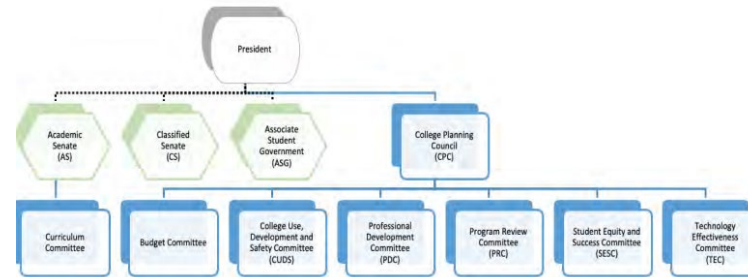 President
Academic
Senate
(AS)
Classified
Senate
(CS)
Associate
Student
Government
(ASG)
College Planning
Council
(CPC)
Curriculum
Committee
Budget Committee
College Use,
Development and
Safety Committee
(CUDS)
Professional
Development
Committee
(PDC)
Program Review
Committee
(PRC)
Student Equity and
Success Committee
(SESC)
Technology
Effectiveness
Committee
(TEC)